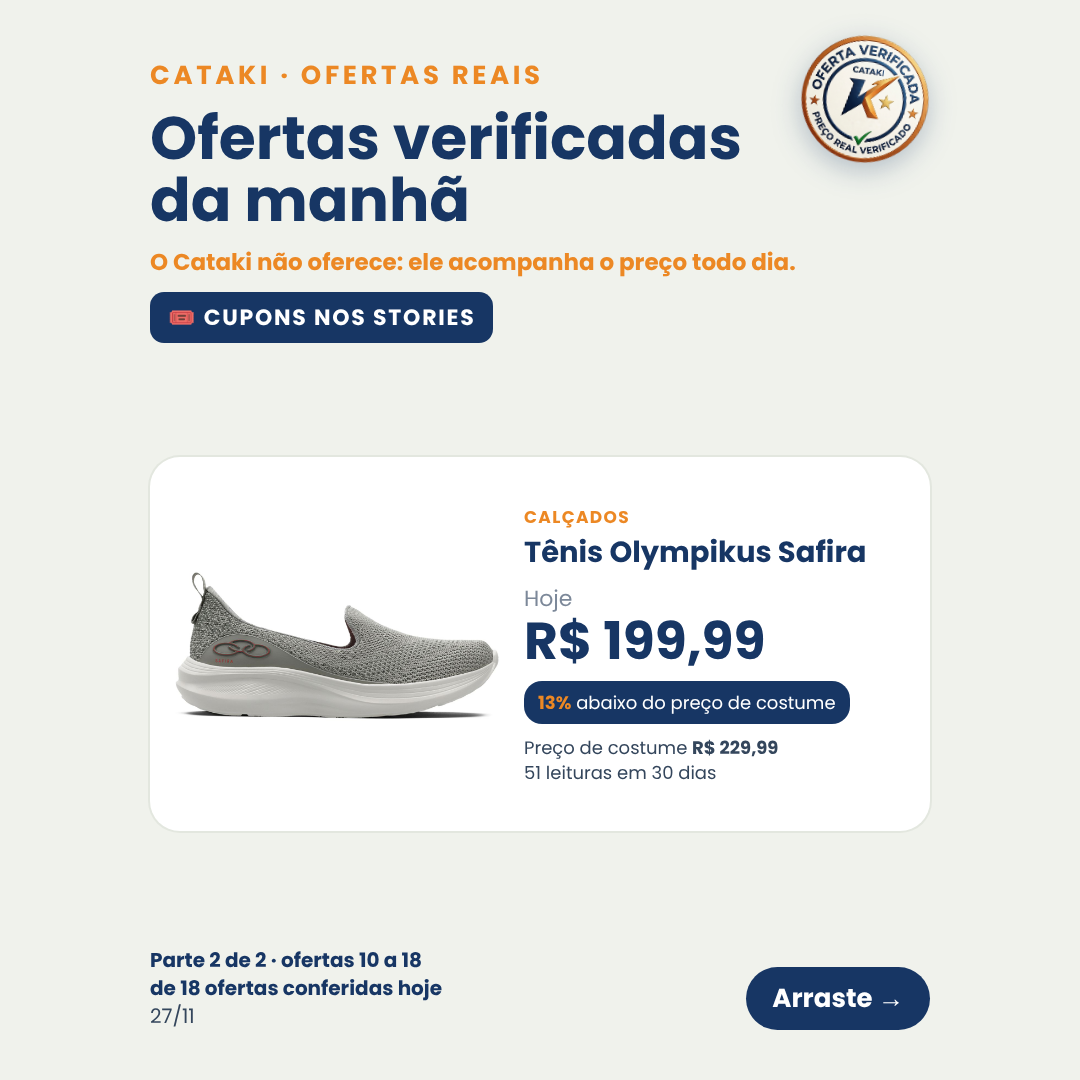 CATAKI · OFERTAS REAIS
OFERTA VERIFICADA
CATAKI
K
PREÇO REAL VERIFICADO
Ofertas verificadas
da manhã
O Cataki não oferece: ele acompanha o preço todo dia.
CUPONS NOS STORIES
CALÇADOS
Tênis Olympikus Safira
Hoje
R$ 199,99
13% abaixo do preço de costume
Preço de costume R$ 229,99
51 leituras em 30 dias
Parte 2 de 2 · ofertas 10 a 18
de 18 ofertas conferidas hoje
27/11
Arraste →